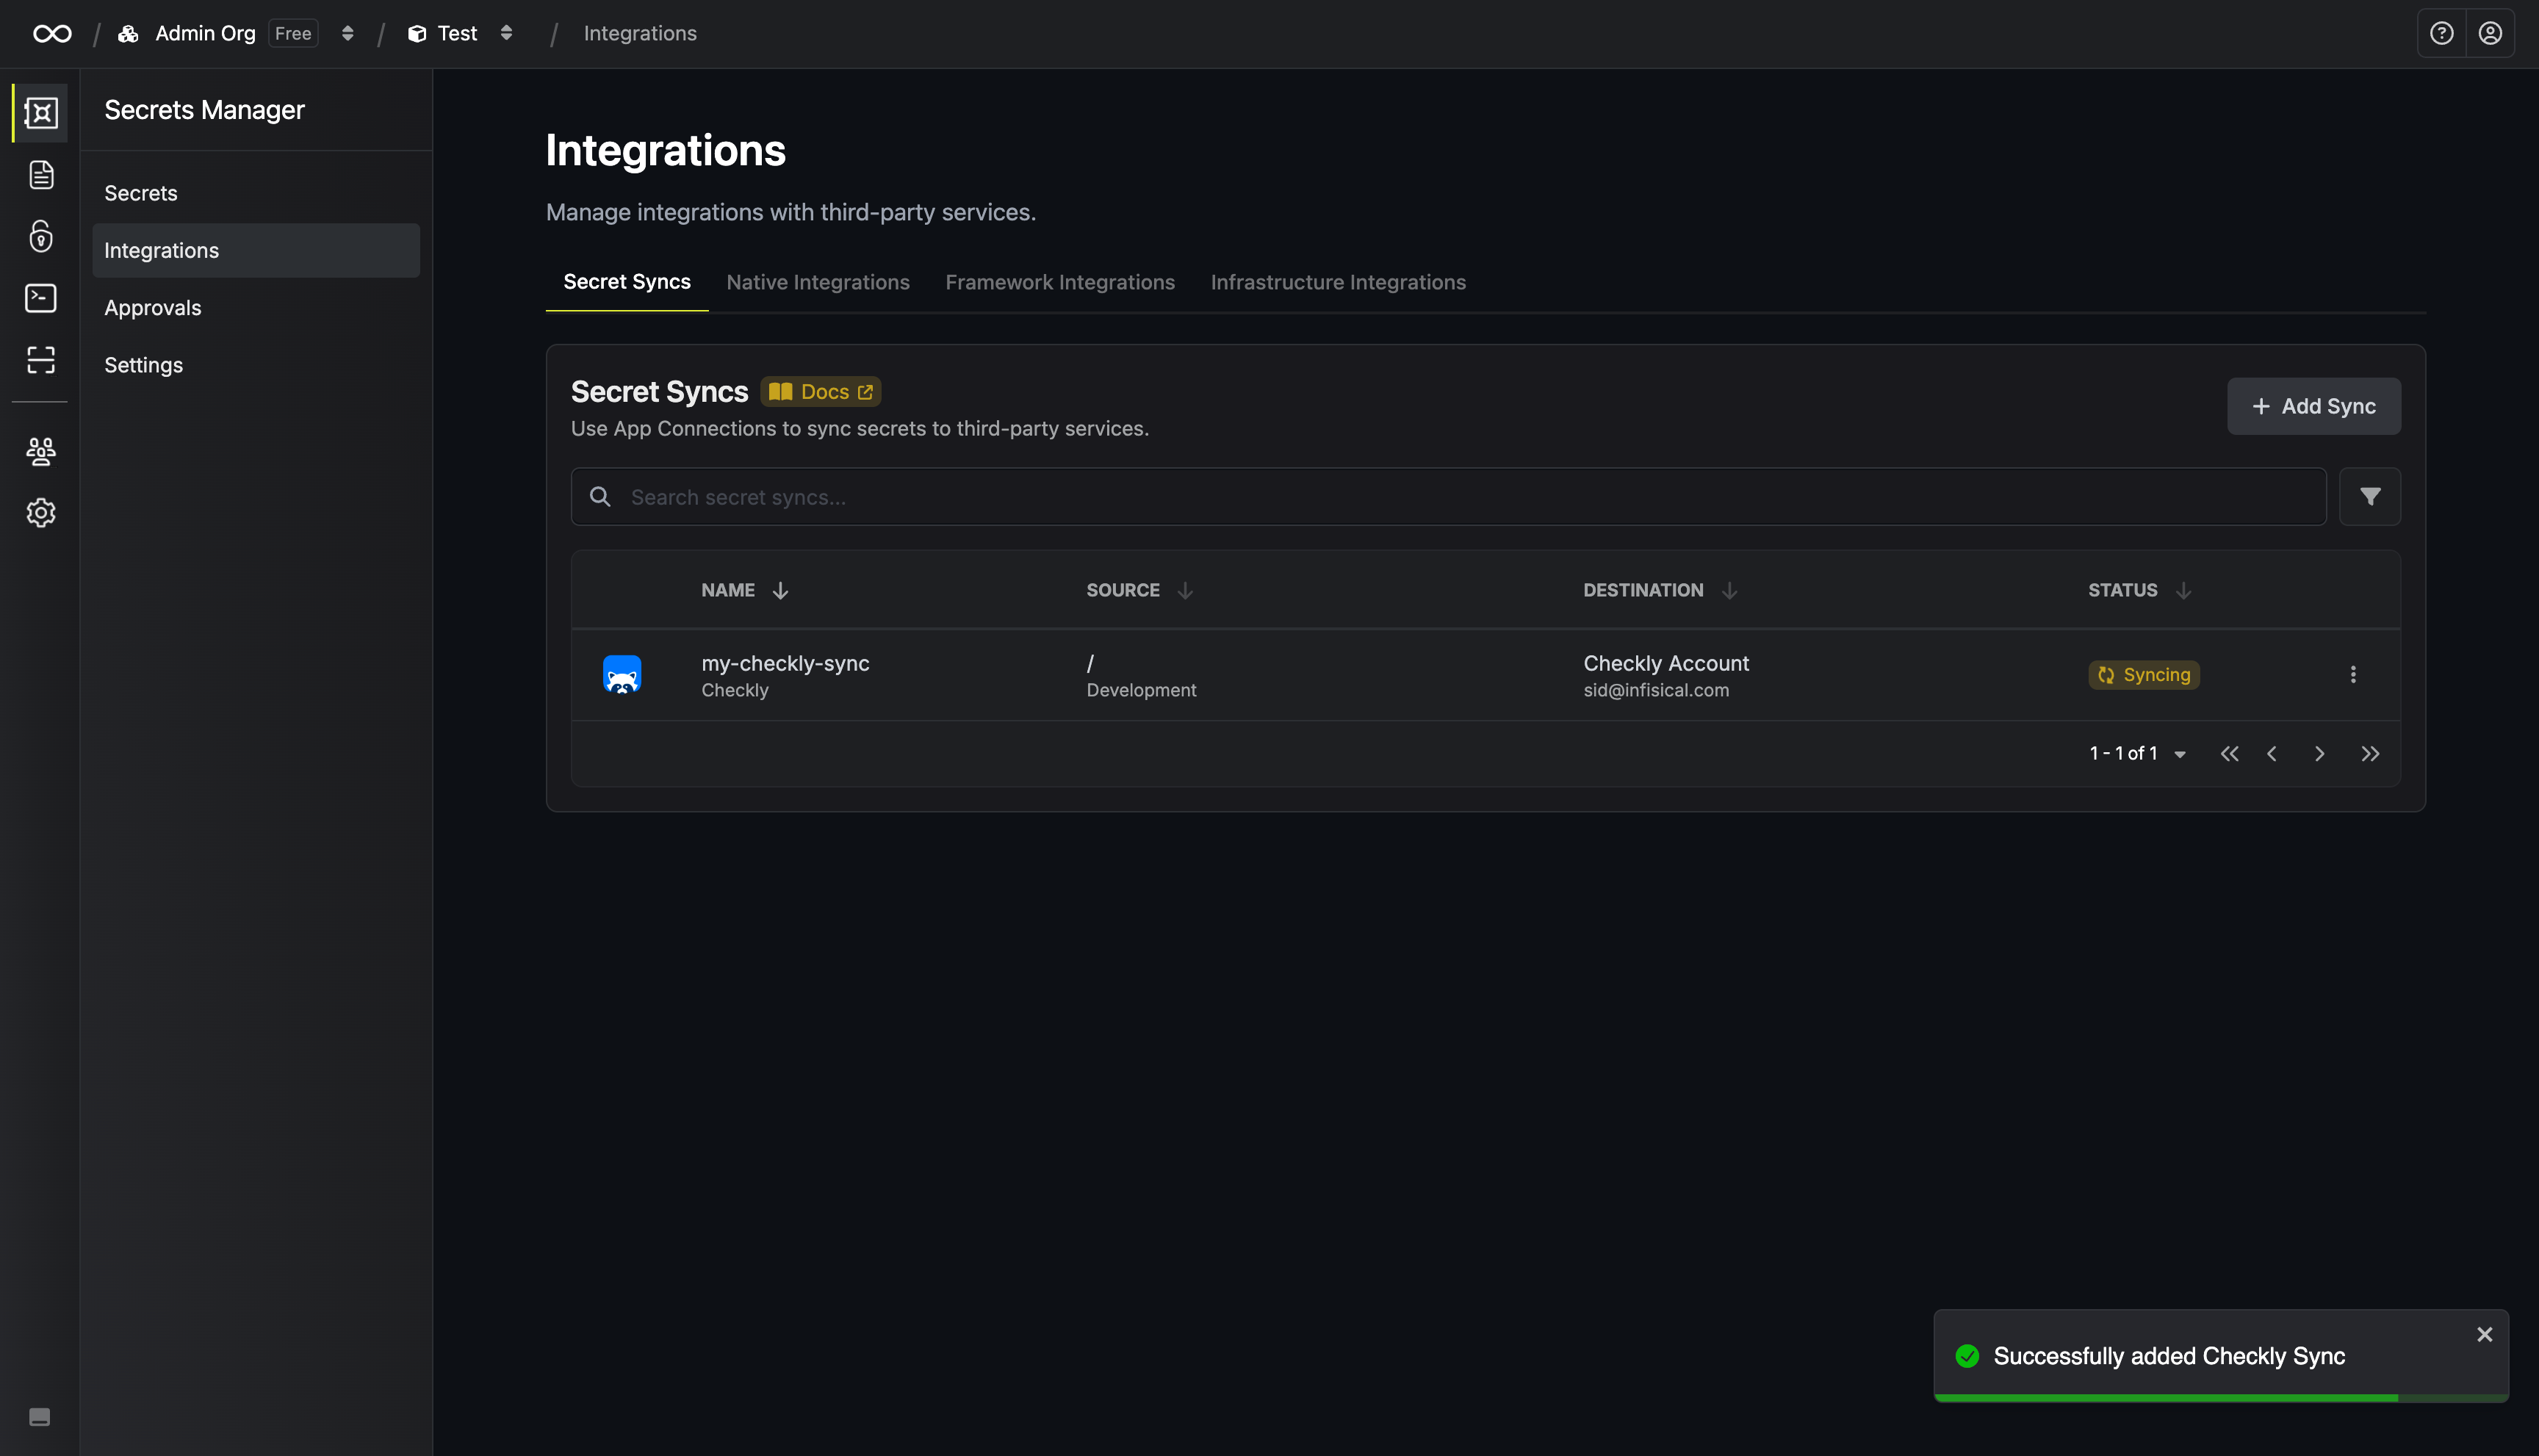 Admin Org Free Test Integrations
Secrets Manager
Secrets
Integrations
Approvals
Settings
Integrations
Manage integrations with third-party services.
Secret Syncs Native Integrations Framework Integrations Infrastructure Integrations
Secret Syncs Docs
Use App Connections to sync secrets to third-party services.
Add Sync
Search secret syncs...
NAME SOURCE DESTINATION STATUS
my-checkly-sync / Checkly Account
Checkly Development sid@infisical.com
Syncing
1 - 1 of 1
Successfully added Checkly Sync